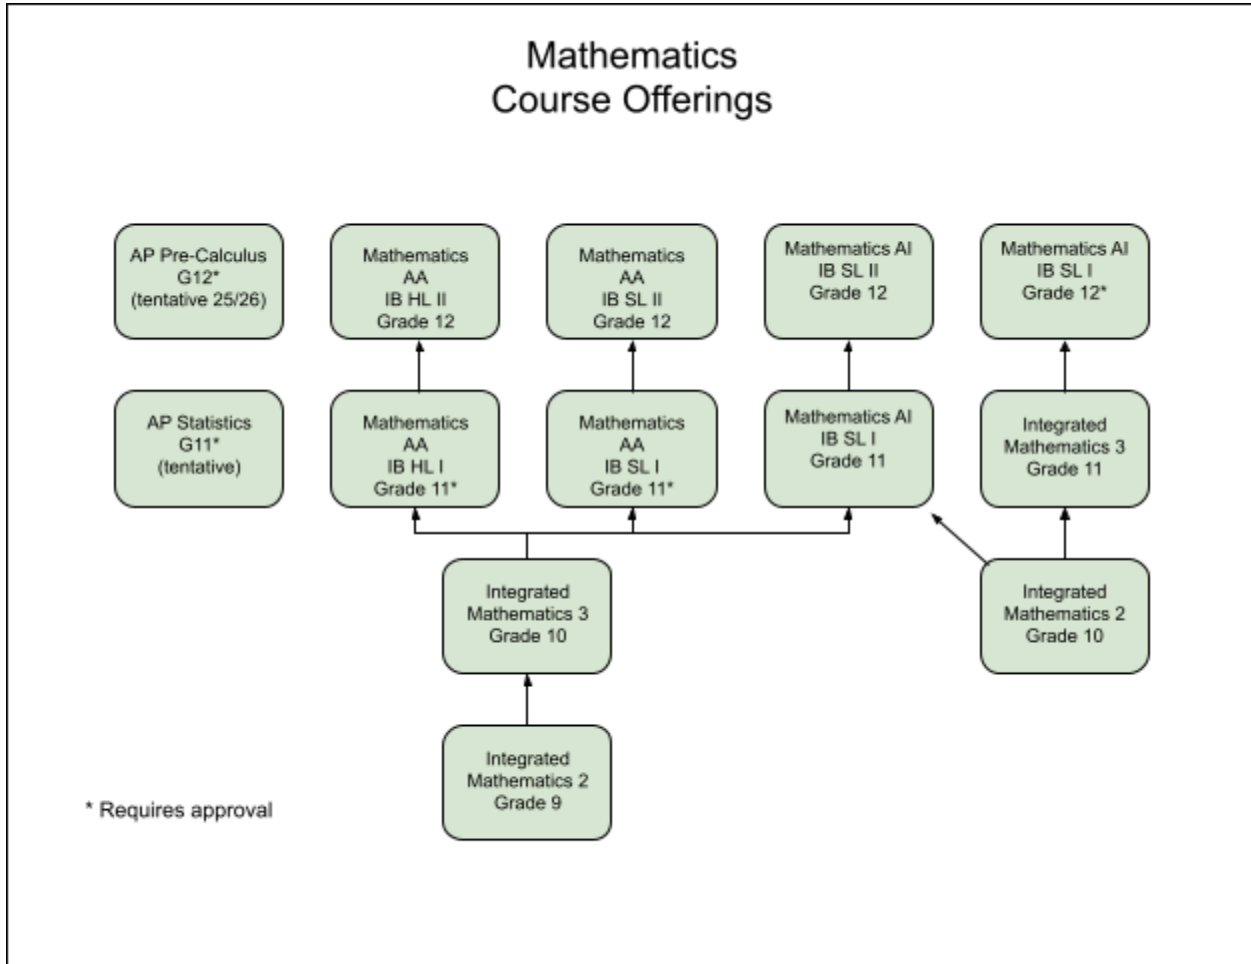 Mathematics
Course Offerings
AP Pre-Calculus
G12*
(tentative 25/26)
Mathematics
AA
IB HL II
Grade 12
Mathematics
AA
IB SL II
Grade 12
Mathematics AI
IB SL II
Grade 12
Mathematics AI
IB SL I
Grade 12*
AP Statistics
G11*
(tentative)
Mathematics
AA
IB HL I
Grade 11*
Mathematics
AA
IB SL I
Grade 11*
Mathematics AI
IB SL I
Grade 11
Integrated
Mathematics 3
Grade 11
Integrated
Mathematics 3
Grade 10
Integrated
Mathematics 2
Grade 10
Integrated
Mathematics 2
Grade 9
* Requires approval